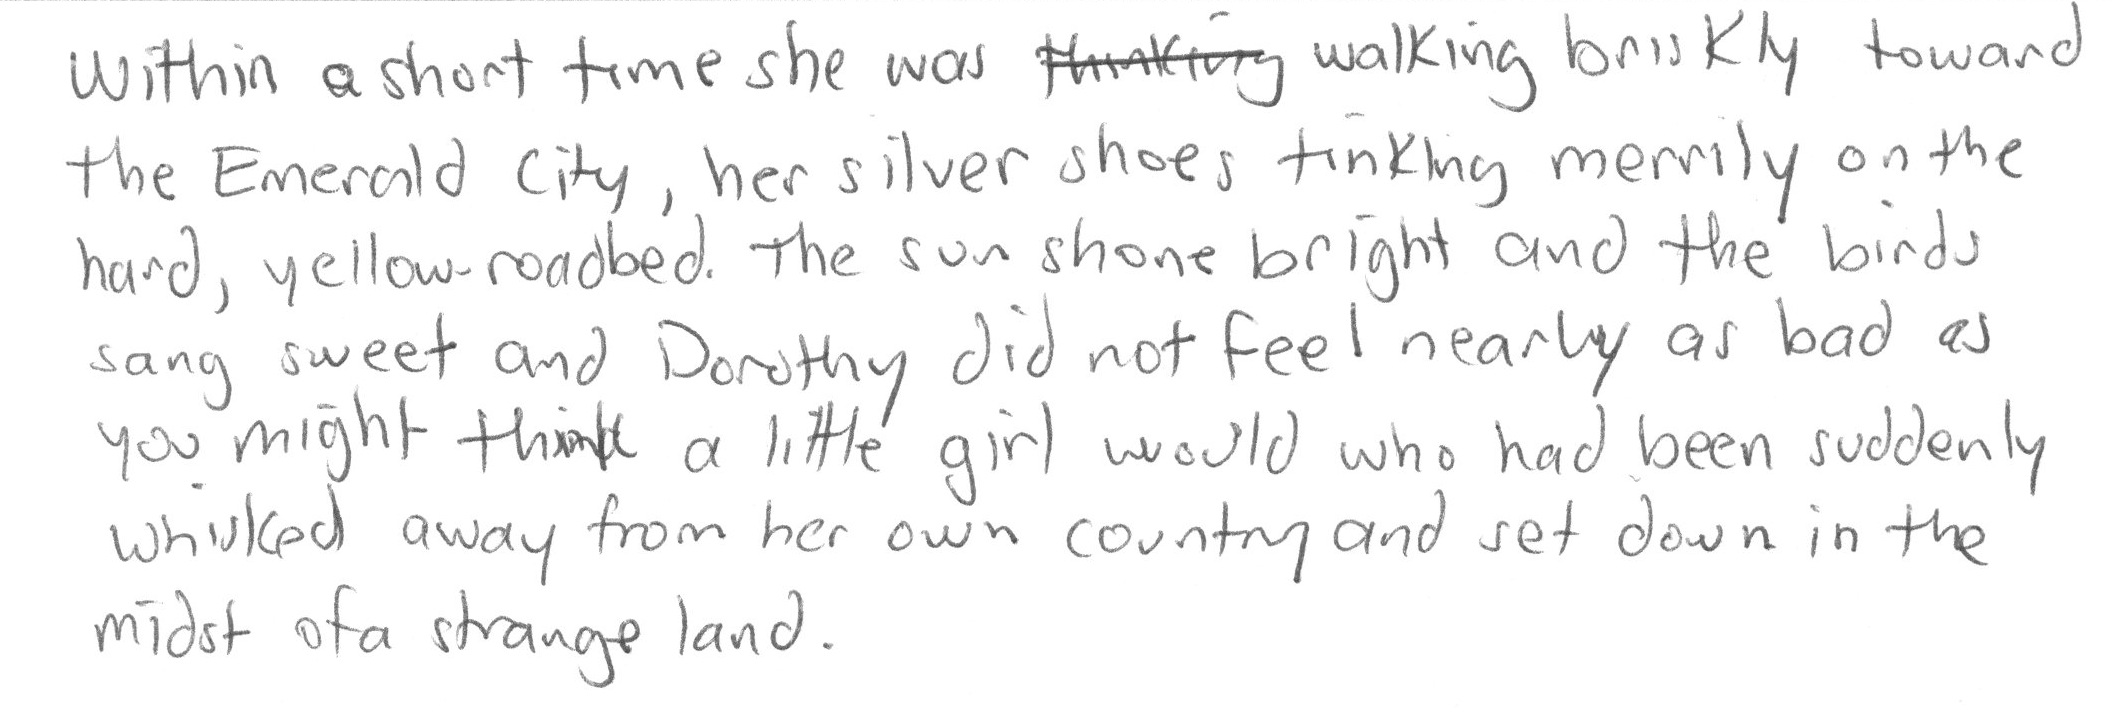 Within a short time she was thinking walking briskly toward
the Emerald City, her silver shoes tinkling merrily on the
hard, yellow-roadbed. The sun shone bright and the birds
sang sweet and Dorothy did not feel nearly as bad as
you might think a little girl would who had been suddenly
whisked away from her own country and set down in the
midst of a strange land.